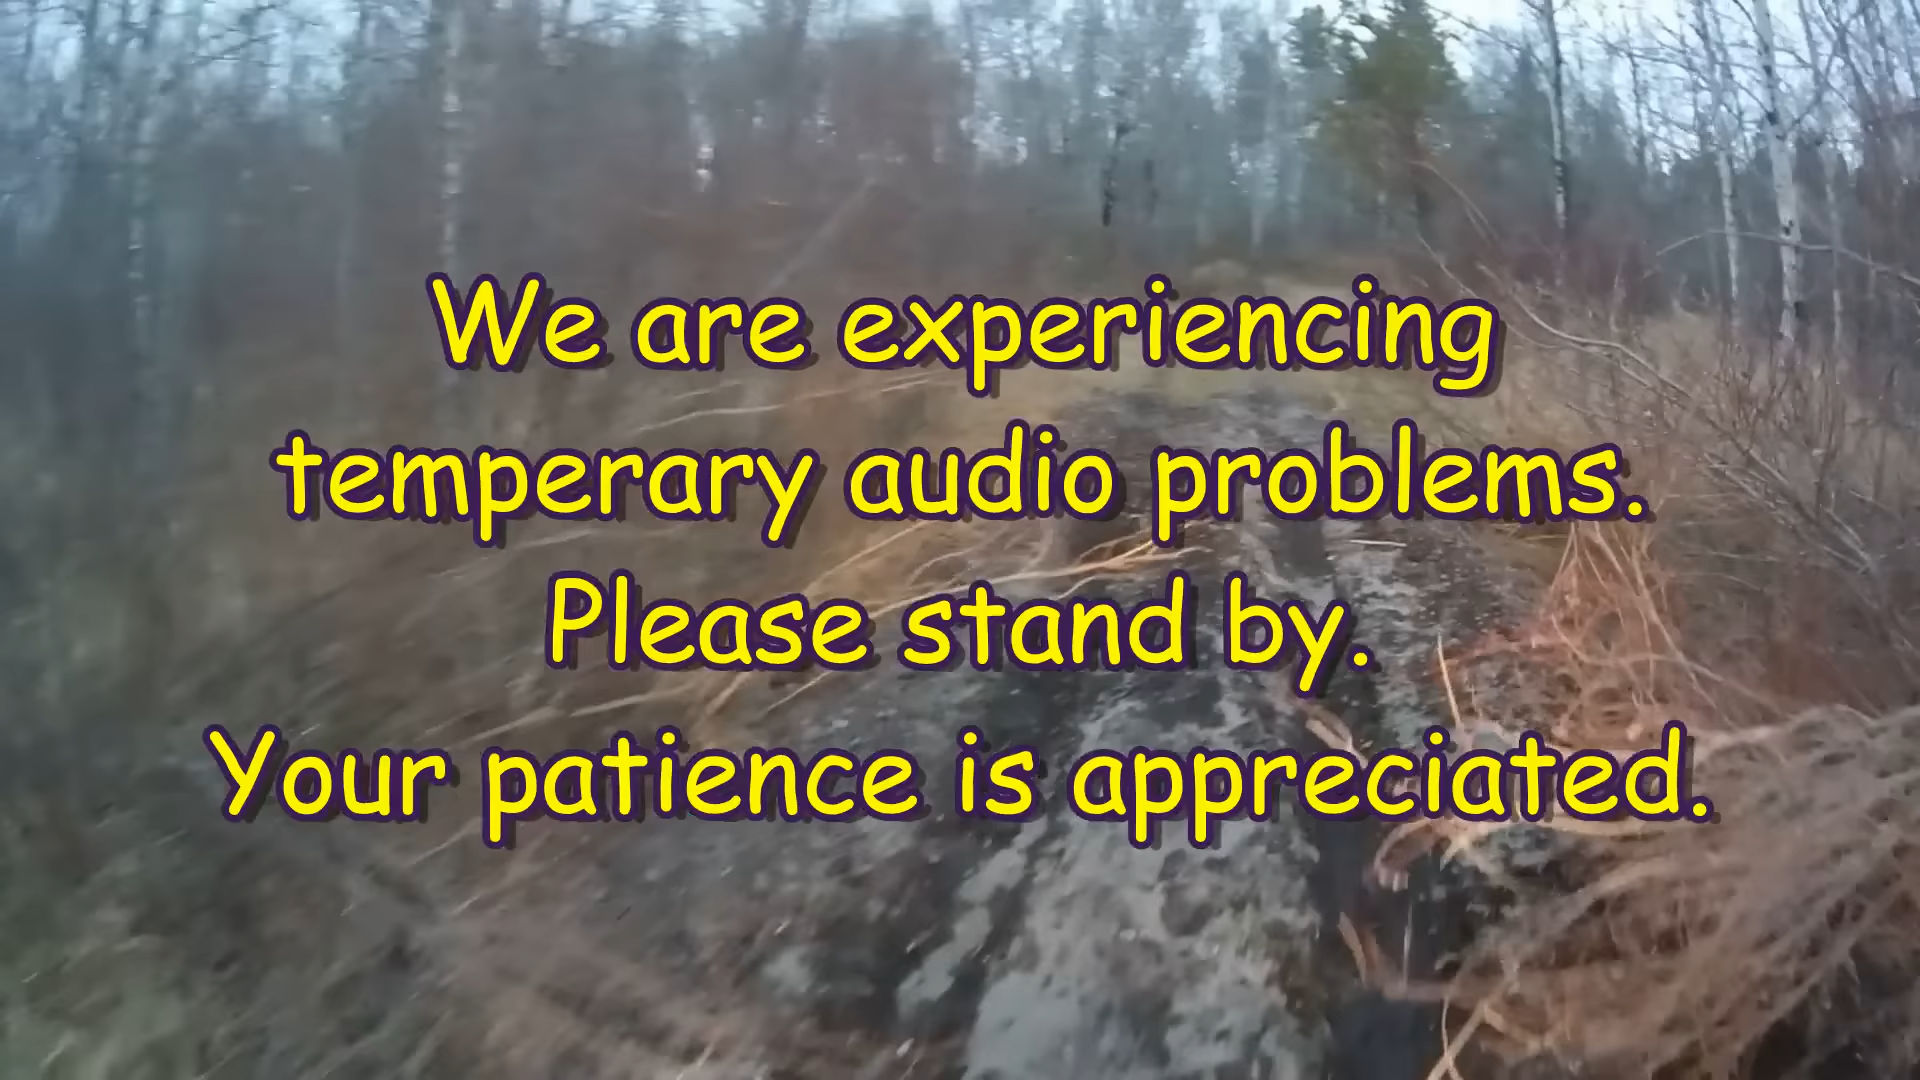 We are experiencing
temperary audio problems.
Please stand by.
Your patience is appreciated.